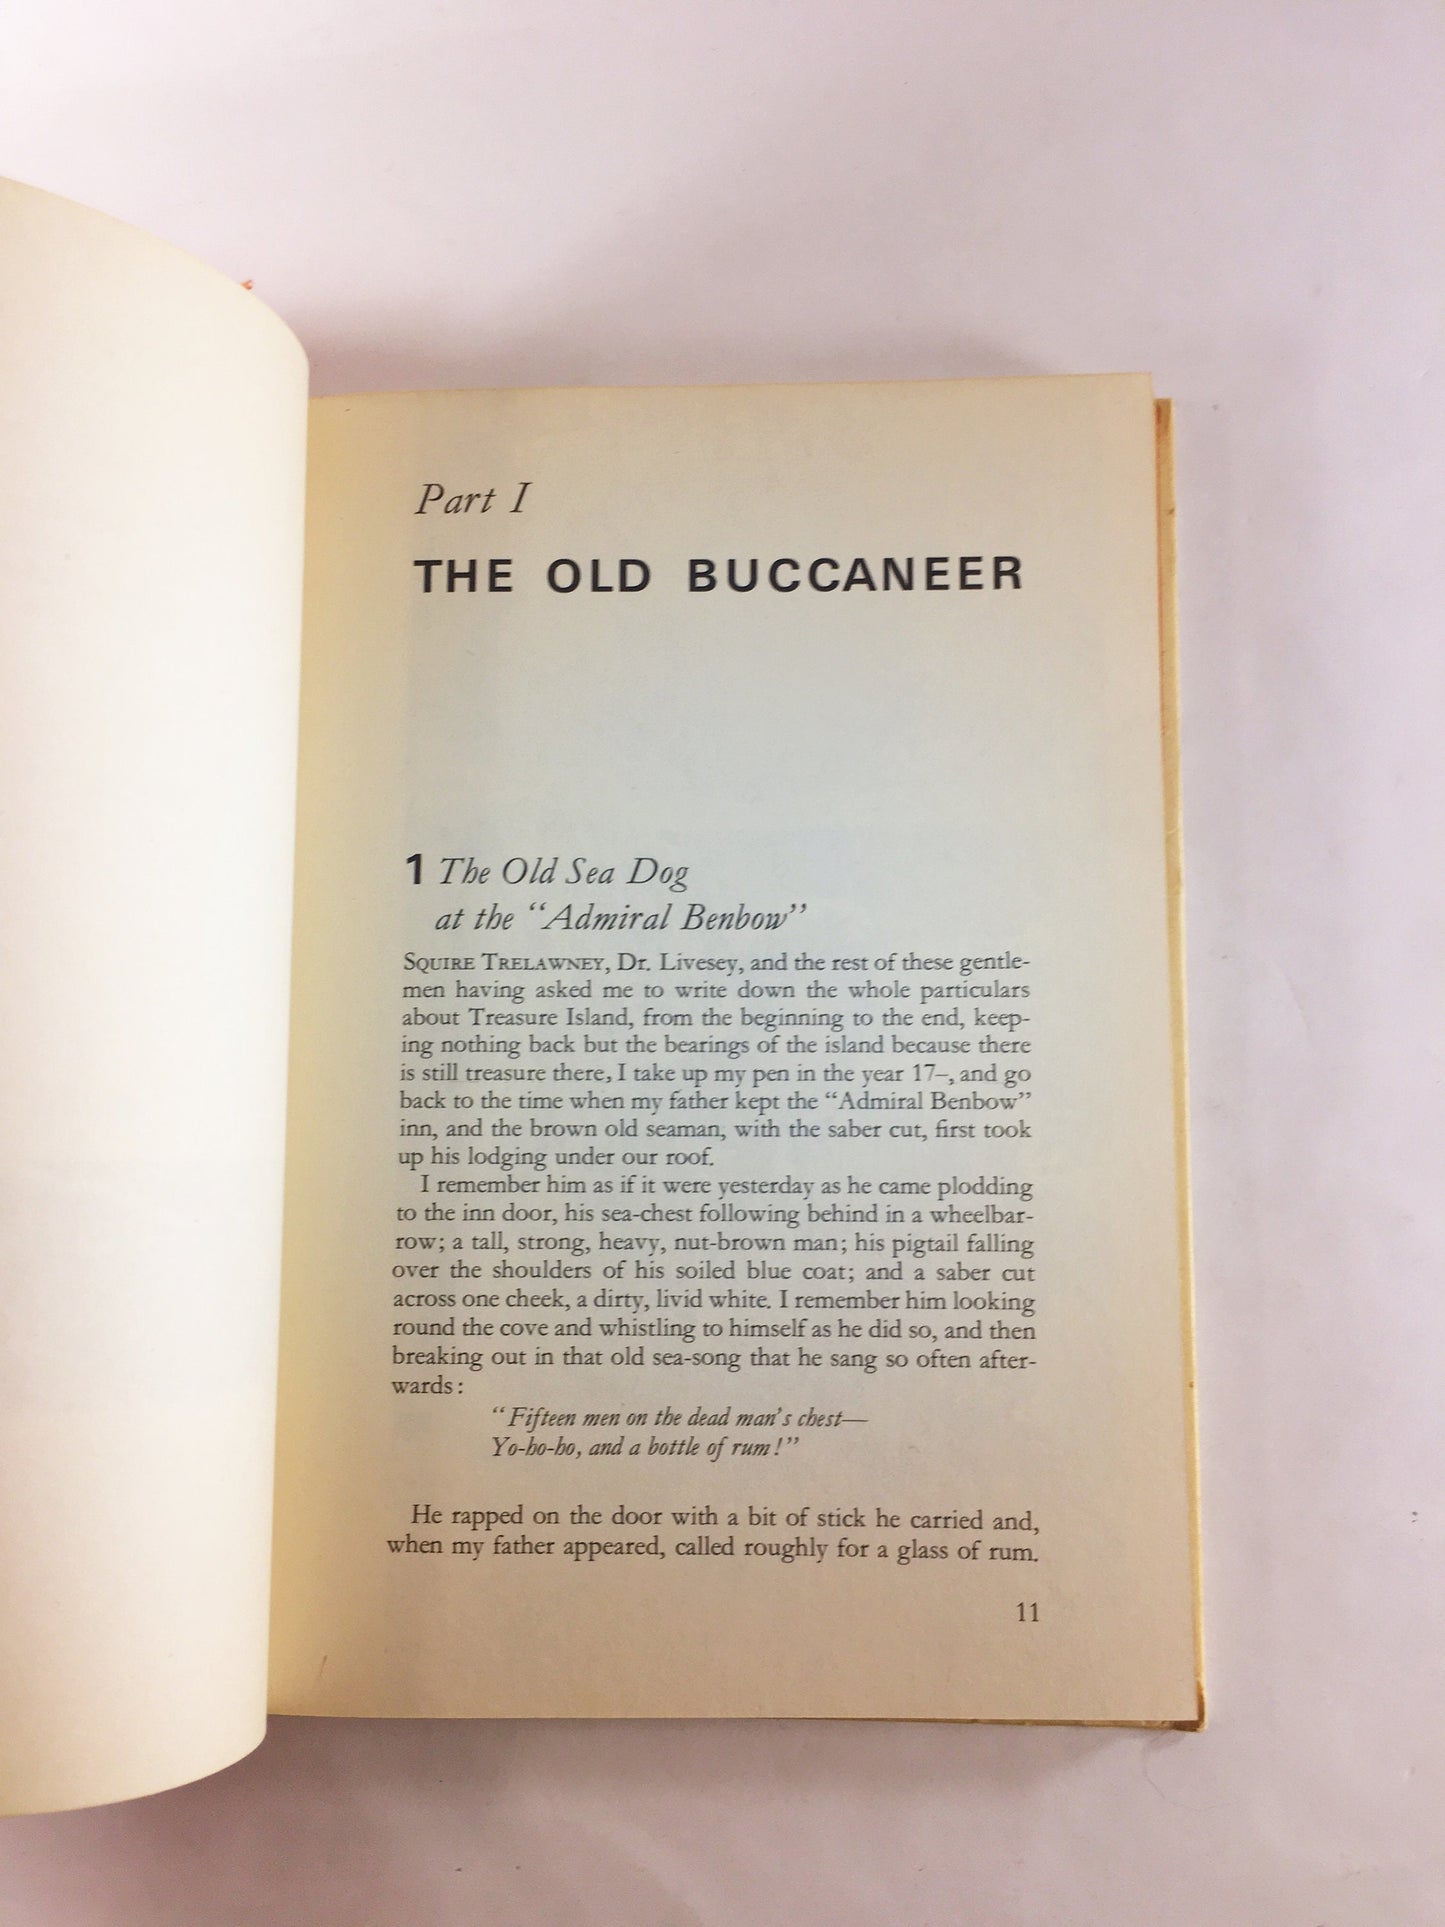 Part I
THE OLD BUCCANEER
1 The Old Sea Dog
at the “Admiral Benbow”
SQUIRE TRELAWNEY, Dr. Livesey, and the rest of these gentle-
men having asked me to write down the whole particulars
about Treasure Island, from the beginning to the end, keep-
ing nothing back but the bearings of the island because there
is still treasure there, I take up my pen in the year 17–, and go
back to the time when my father kept the “Admiral Benbow”
inn, and the brown old seaman, with the saber cut, first took
up his lodging under our roof.
I remember him as if it were yesterday as he came plodding
to the inn door, his sea-chest following behind in a wheelbar-
row; a tall, strong, heavy, nut-brown man; his pigtail falling
over the shoulders of his soiled blue coat; and a saber cut
across one cheek, a dirty, livid white. I remember him looking
round the cove and whistling to himself as he did so, and then
breaking out in that old sea-song that he sang so often after-
wards:
“Fifteen men on the dead man’s chest—
Yo-ho-ho, and a bottle of rum!”
He rapped on the door with a bit of stick he carried and,
when my father appeared, called roughly for a glass of rum.
11